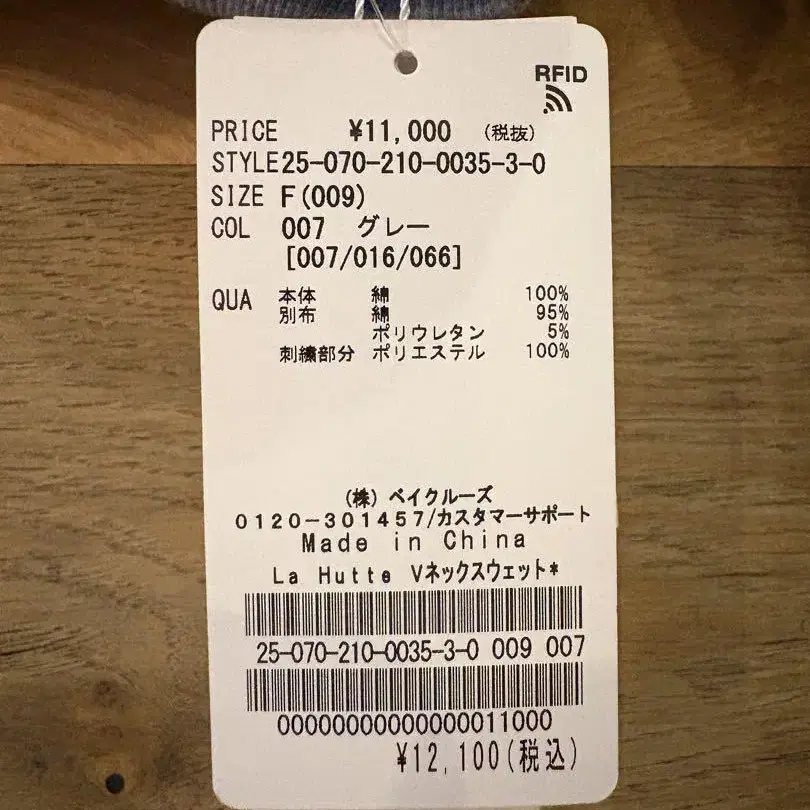 RFID
PRICE ¥11,000 (税抜)
STYLE25-070-210-0035-3-0
SIZE F(009)
COL 007 グレー
[007/016/066]
QUA 本体 綿 100%
別布 綿 95%
ポリウレタン 5%
刺繍部分 ポリエステル 100%
(株) ベイクルーズ
0120-301457/カスタマーサポート
Made in China
La Hutte Vネックスウェット*
25-070-210-0035-3-0 009 007
00000000000000011000
¥12,100(税込)